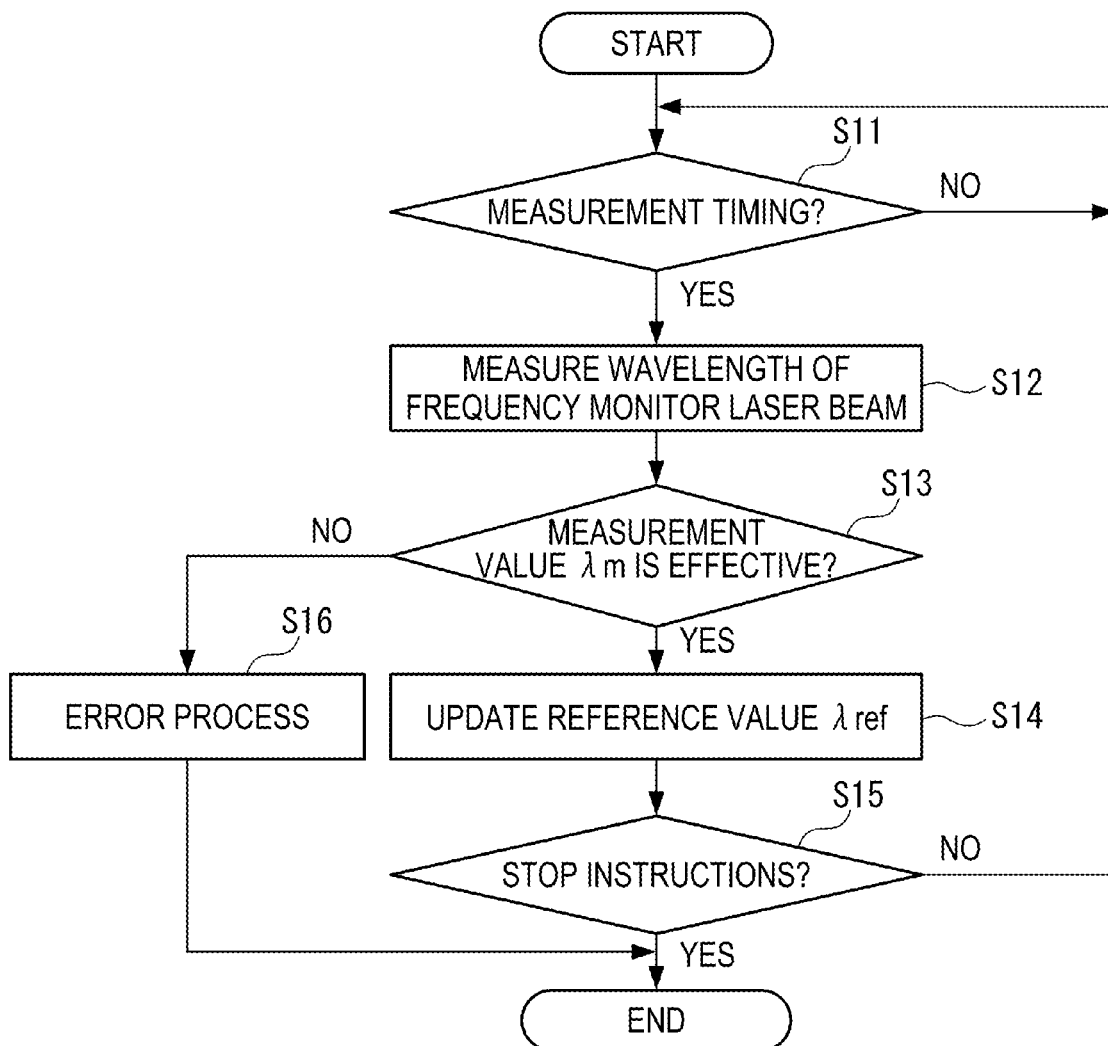 START
S11
MEASUREMENT TIMING?
NO
YES
MEASURE WAVELENGTH OF
FREQUENCY MONITOR LASER BEAM
S12
S13
NO
MEASUREMENT
VALUE λm IS EFFECTIVE?
YES
S16
ERROR PROCESS
UPDATE REFERENCE VALUE λref
S14
S15
STOP INSTRUCTIONS?
NO
YES
END